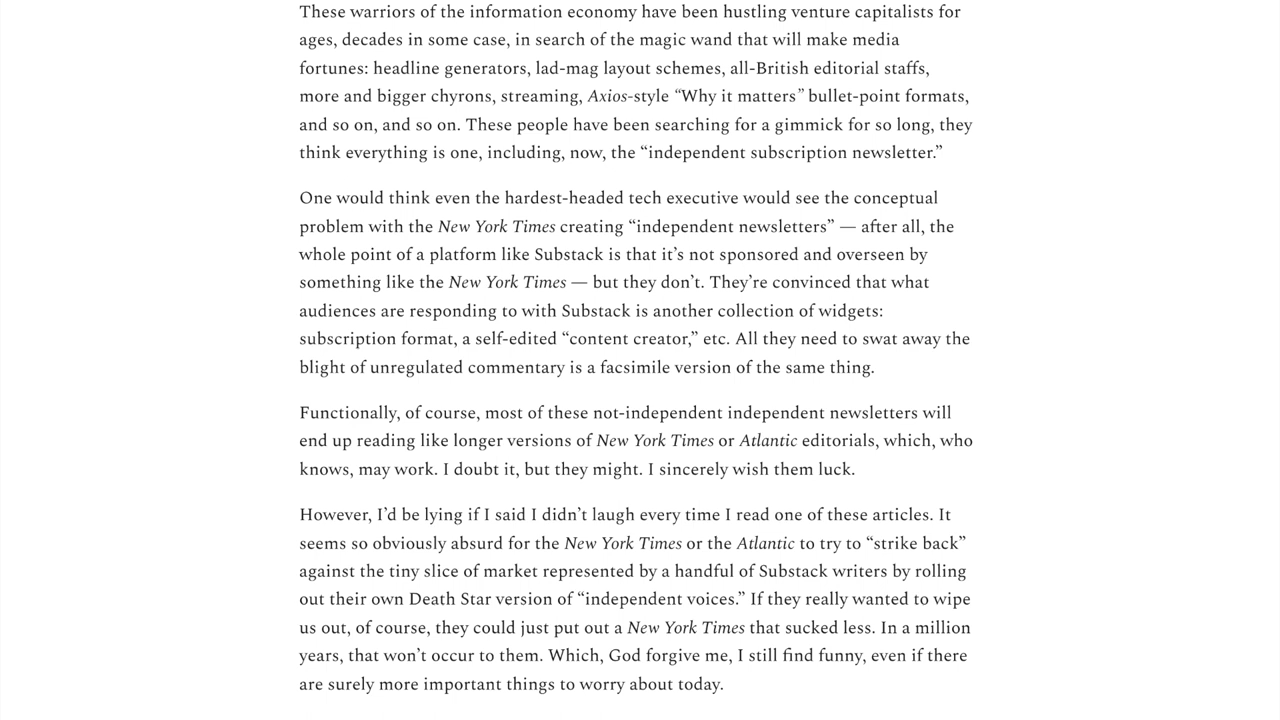 These warriors of the information economy have been hustling venture capitalists for
ages, decades in some case, in search of the magic wand that will make media
fortunes: headline generators, lad-mag layout schemes, all-British editorial staffs,
more and bigger chyrons, streaming, Axios-style “Why it matters” bullet-point formats,
and so on, and so on. These people have been searching for a gimmick for so long, they
think everything is one, including, now, the “independent subscription newsletter.”
One would think even the hardest-headed tech executive would see the conceptual
problem with the New York Times creating “independent newsletters” — after all, the
whole point of a platform like Substack is that it’s not sponsored and overseen by
something like the New York Times — but they don’t. They’re convinced that what
audiences are responding to with Substack is another collection of widgets:
subscription format, a self-edited “content creator,” etc. All they need to swat away the
blight of unregulated commentary is a facsimile version of the same thing.
Functionally, of course, most of these not-independent independent newsletters will
end up reading like longer versions of New York Times or Atlantic editorials, which, who
knows, may work. I doubt it, but they might. I sincerely wish them luck.
However, I’d be lying if I said I didn’t laugh every time I read one of these articles. It
seems so obviously absurd for the New York Times or the Atlantic to try to “strike back”
against the tiny slice of market represented by a handful of Substack writers by rolling
out their own Death Star version of “independent voices.” If they really wanted to wipe
us out, of course, they could just put out a New York Times that sucked less. In a million
years, that won’t occur to them. Which, God forgive me, I still find funny, even if there
are surely more important things to worry about today.